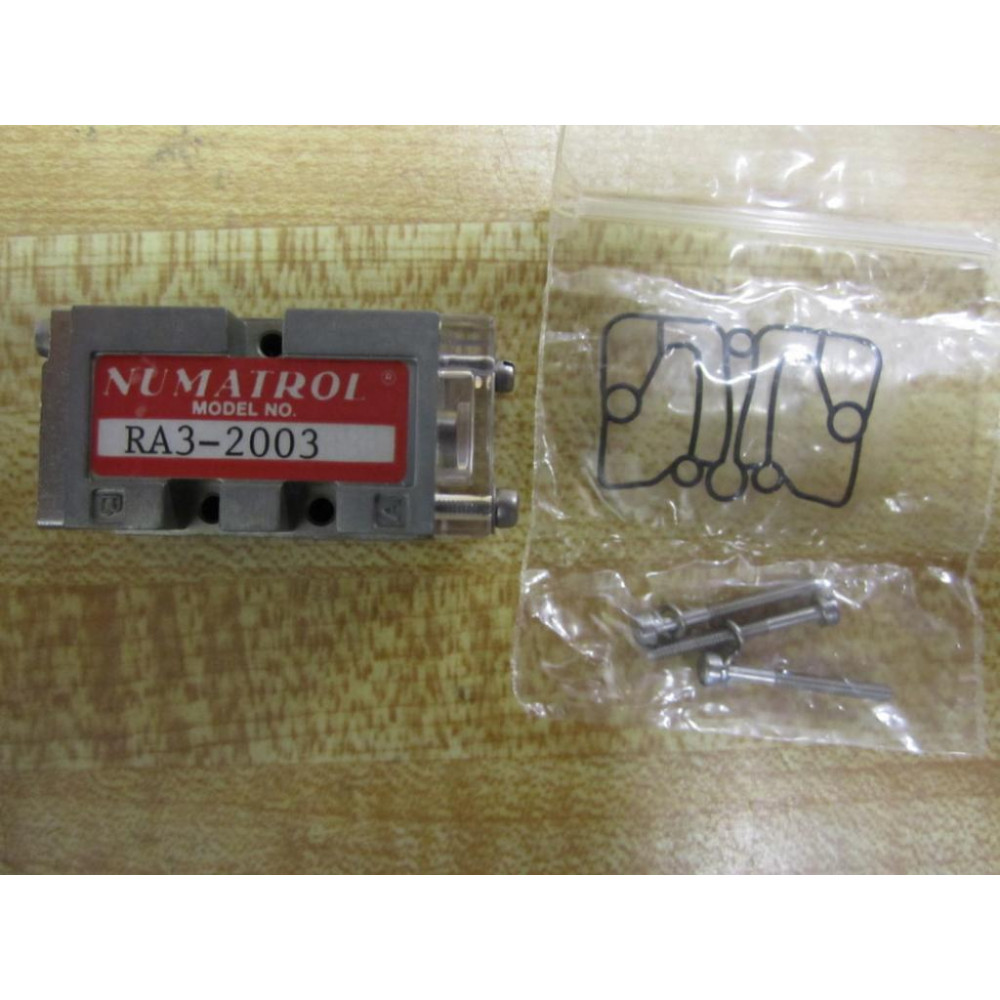 NUMATROL ®
MODEL NO.
RA3-2003
A